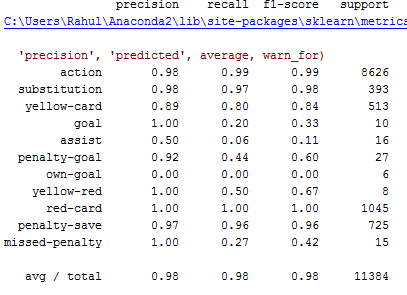 precision recall f1-score support
C:\Users\Rahul\Anaconda2\lib\site-packages\sklearn\metrics
'precision', 'predicted', average, warn_for)
action 0.98 0.99 0.99 8626
substitution 0.98 0.97 0.98 393
yellow-card 0.89 0.80 0.84 513
goal 1.00 0.20 0.33 10
assist 0.50 0.06 0.11 16
penalty-goal 0.92 0.44 0.60 27
own-goal 0.00 0.00 0.00 6
yellow-red 1.00 0.50 0.67 8
red-card 1.00 1.00 1.00 1045
penalty-save 0.97 0.96 0.96 725
missed-penalty 1.00 0.27 0.42 15
avg / total 0.98 0.98 0.98 11384